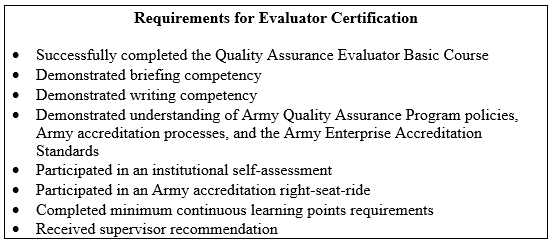 Requirements for Evaluator Certification
• Successfully completed the Quality Assurance Evaluator Basic Course
• Demonstrated briefing competency
• Demonstrated writing competency
• Demonstrated understanding of Army Quality Assurance Program policies,
Army accreditation processes, and the Army Enterprise Accreditation
Standards
• Participated in an institutional self-assessment
• Participated in an Army accreditation right-seat-ride
• Completed minimum continuous learning points requirements
• Received supervisor recommendation